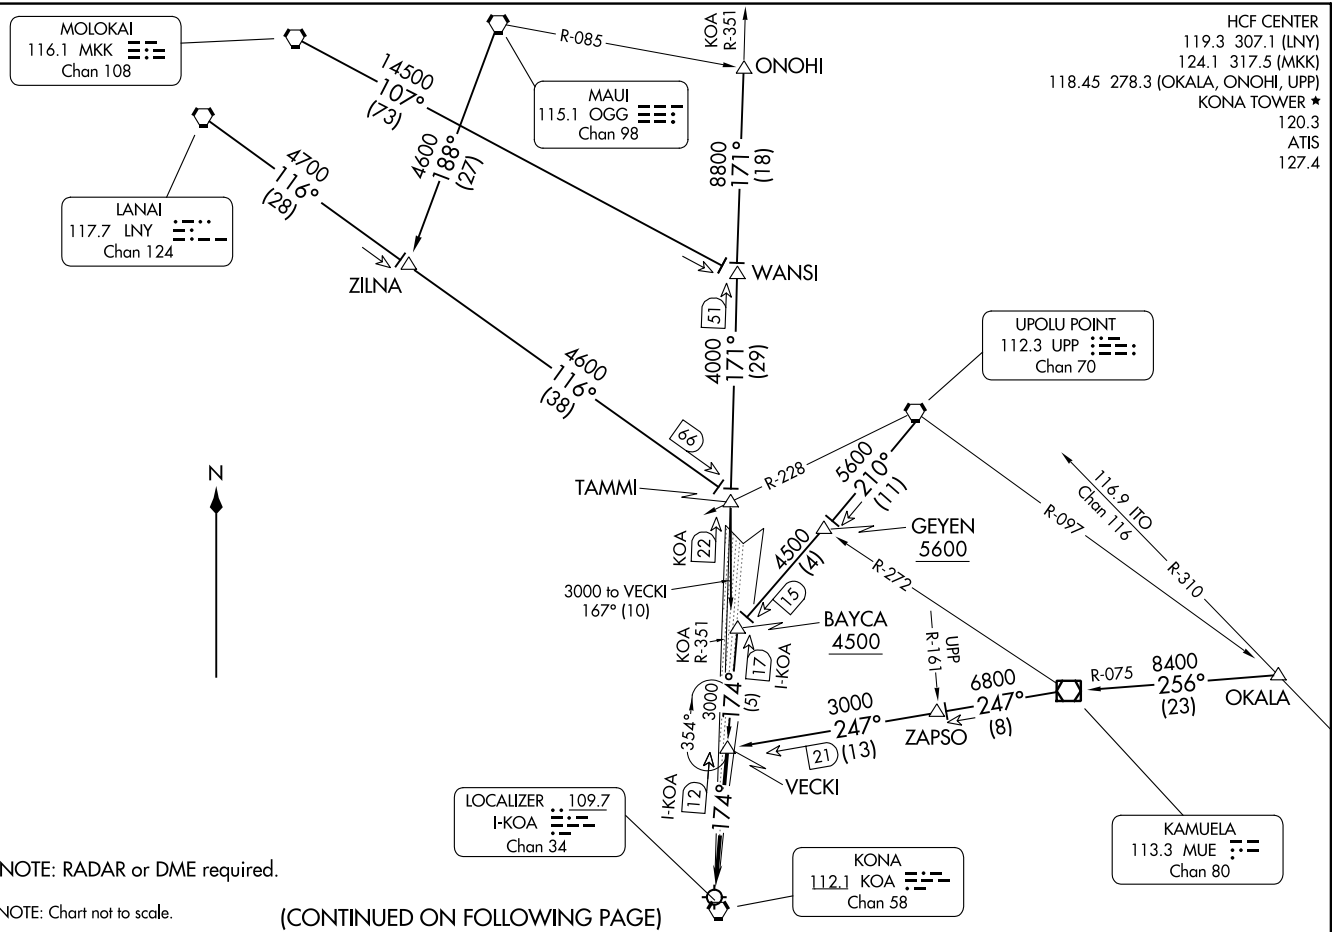 MOLOKAI
116.1 MKK
Chan 108
MAUI
115.1 OGG
Chan 98
LANAI
117.7 LNY
Chan 124
HCF CENTER
119.3 307.1 (LNY)
124.1 317.5 (MKK)
118.45 278.3 (OKALA, ONOHI, UPP)
KONA TOWER ★
120.3
ATIS
127.4
R-085
KOA
R-351
ONOHI
14500
107°
(73)
4600
188°
(27)
4700
116°
(28)
8800
171°
(18)
ZILNA
WANSI
51
4000
171°
(29)
4600
116°
(38)
66
UPOLU POINT
112.3 UPP
Chan 70
TAMMI
R-228
5600
210°
(11)
GEYEN
5600
116.9 ITO
Chan 116
R-097
R-310
N
KOA
22
4500
(4)
15
R-272
3000 to VECKI
167° (10)
BAYCA
4500
KOA
R-351
17
I-KOA
UPP
R-161
3000
174°
(5)
354°
R-075
8400
256°
(23)
OKALA
6800
247°
(8)
ZAPSO
3000
247°
(13)
21
VECKI
I-KOA
12
174°
LOCALIZER 109.7
I-KOA
Chan 34
KONA
112.1 KOA
Chan 58
KAMUELA
113.3 MUE
Chan 80
NOTE: RADAR or DME required.
NOTE: Chart not to scale.
(CONTINUED ON FOLLOWING PAGE)